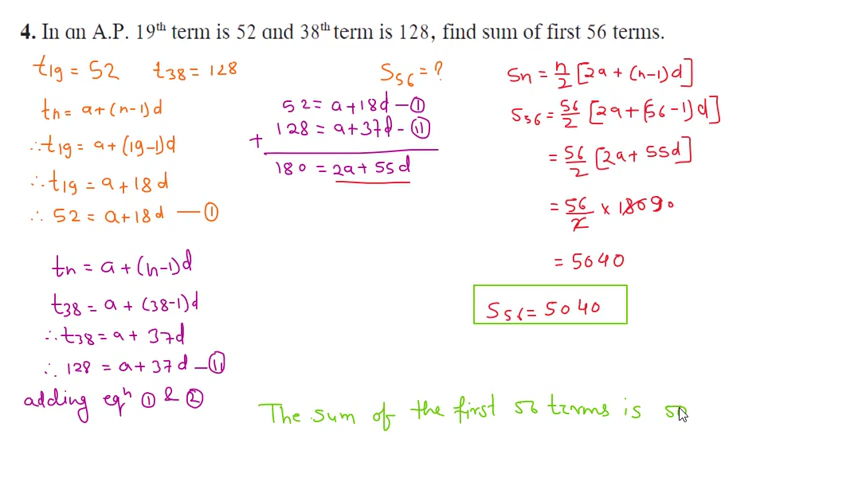 4. In an A.P. 19th term is 52 and 38th term is 128, find sum of first 56 terms.
t19 = 52 t38 = 128
tn = a + (n-1)d
∴ t19 = a + (19-1)d
∴ t19 = a + 18d
∴ 52 = a + 18d — ①
tn = a + (n-1)d
t38 = a + (38-1)d
∴ t38 = a + 37d
∴ 128 = a + 37d — ⑪
adding eqn ① & ②
S56 = ?
52 = a + 18d — ①
+ 128 = a + 37d - ⑪
180 = 2a + 55d
Sn = n/2 [2a + (n-1)d]
S56 = 56/2 [2a + (56-1)d]
= 56/2 [2a + 55d]
= 56/2 × 180 90
= 5040
S56 = 5040
The sum of the first 56 terms is 50